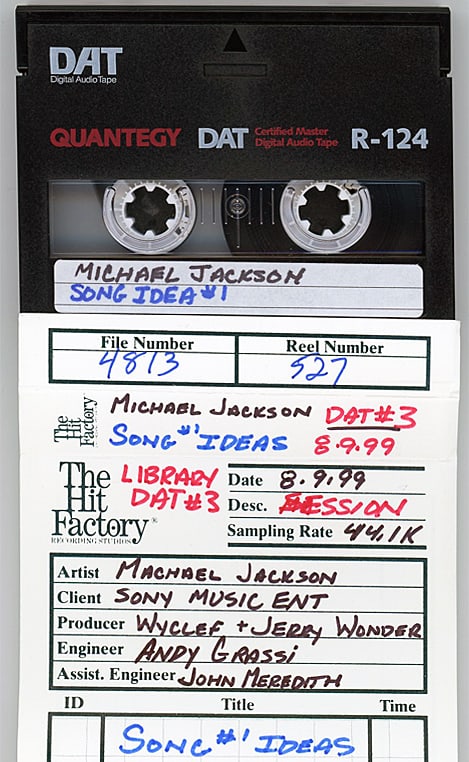 DAT
Digital Audio Tape
QUANTEGY DAT Certified Master Digital Audio Tape R-124
MICHAEL JACKSON
SONG IDEA #1
File Number Reel Number
4813 527
The Hit Factory
MICHAEL JACKSON DAT#3
SONG #1 IDEAS 8.9.99
The Hit Factory®
RECORDING STUDIOS
LIBRARY
DAT#3
Date 8.9.99
Desc. SESSION
Sampling Rate 44.1K
Artist MACHAEL JACKSON
Client SONY MUSIC ENT
Producer WYCLEF + JERRY WONDER
Engineer ANDY GRASSI
Assist. Engineer JOHN MEREDITH
ID Title Time
SONG #1 IDEAS